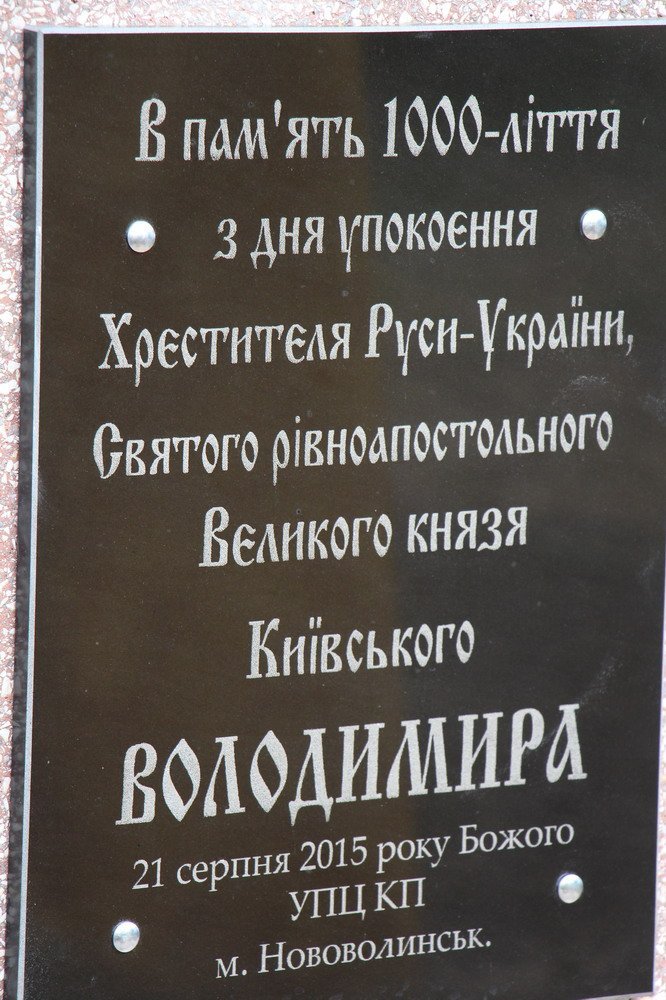 В пам'ять 1000-ліття
з дня упокоєння
Хрестителя Руси-України,
Святого рівноапостольного
Великого князя
Київського
ВОЛОДИМИРА
21 серпня 2015 року Божого
УПЦ КП
м. Нововолинськ.